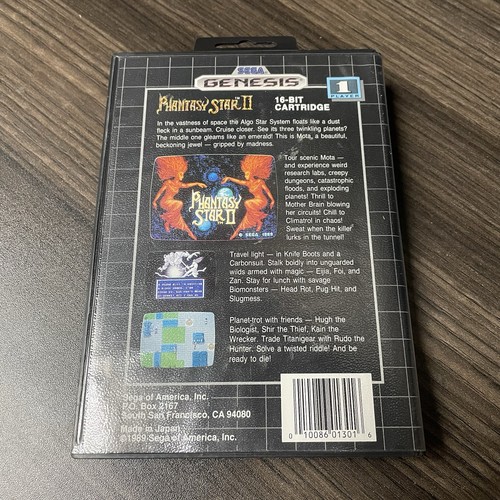 SEGA
GENESIS
PHANTASY STAR II
16-BIT
CARTRIDGE
1
PLAYER
In the vastness of space the Algo Star System floats like a dust
fleck in a sunbeam. Cruise closer. See its three twinkling planets?
The middle one gleams like an emerald! This is Mota, a beautiful,
beckoning jewel — gripped by madness.
PHANTASY
STAR II
© SEGA 1989
Tour scenic Mota —
and experience weird
research labs, creepy
dungeons, catastrophic
floods, and exploding
planets! Thrill to
Mother Brain blowing
her circuits! Chill to
Climatrol in chaos!
Sweat when the killer
lurks in the tunnel!
Travel light — in Knife Boots and a
Carbonsuit. Stalk boldly into unguarded
wilds armed with magic — Eijia, Foi, and
Zan. Stay for lunch with savage
Biomonsters — Head Rot, Pug Hit, and
Slugmess.
Planet-trot with friends — Hugh the
Biologist, Shir the Thief, Kain the
Wrecker. Trade Titanigear with Rudo the
Hunter. Solve a twisted riddle! And be
ready to die!
Sega of America, Inc.
P.O. Box 2167
South San Francisco, CA 94080
Made in Japan
©1989 Sega of America, Inc.
0 10086 01301 6